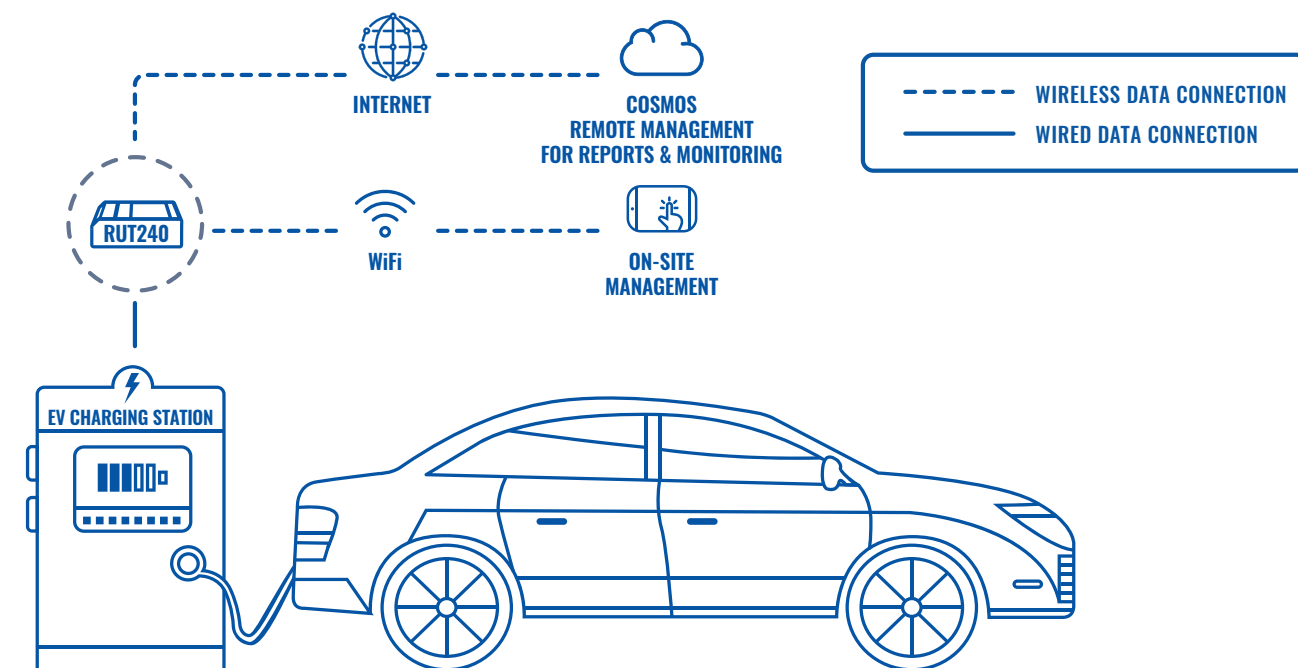 INTERNET
COSMOS
REMOTE MANAGEMENT
FOR REPORTS & MONITORING
WIRELESS DATA CONNECTION
WIRED DATA CONNECTION
RUT240
WiFi
ON-SITE
MANAGEMENT
EV CHARGING STATION